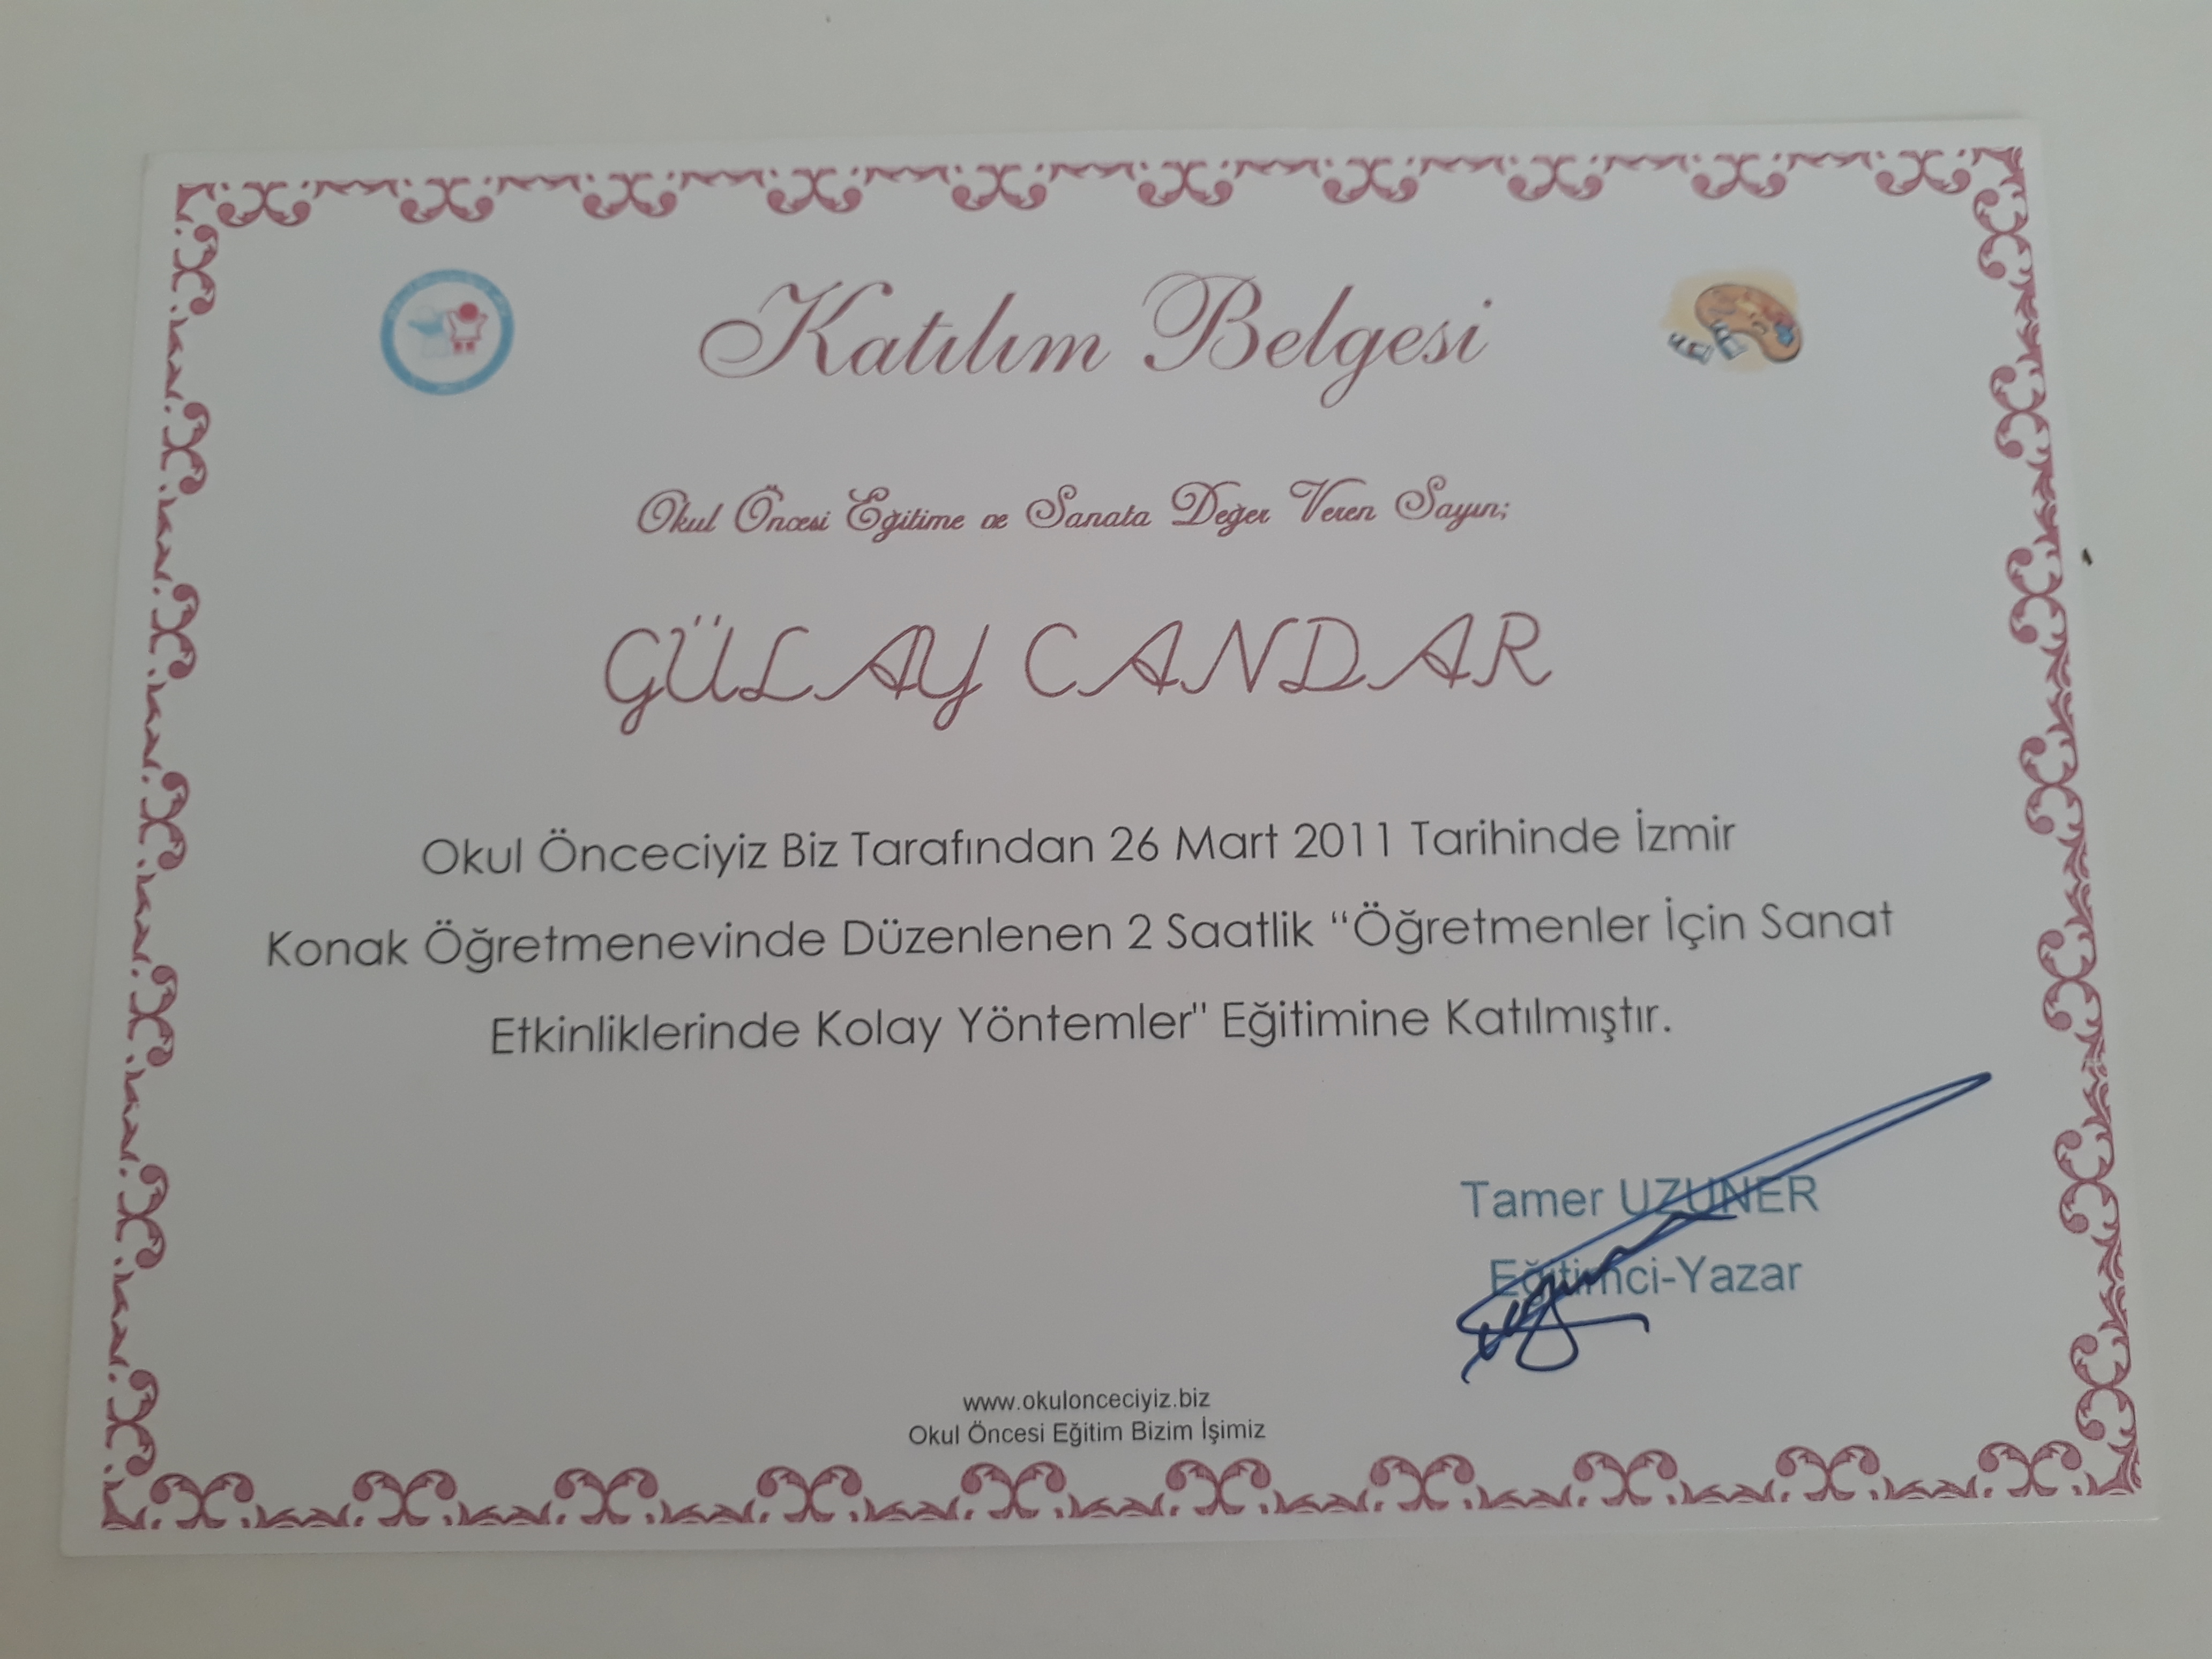 Katılım Belgesi
Okul Öncesi Eğitime ve Sanata Değer Veren Sayın;
GÜLAY CANDAR
Okul Önceciyiz Biz Tarafından 26 Mart 2011 Tarihinde İzmir
Konak Öğretmenevinde Düzenlenen 2 Saatlik “Öğretmenler İçin Sanat
Etkinliklerinde Kolay Yöntemler" Eğitimine Katılmıştır.
Tamer UZUNER
Eğitimci-Yazar
www.okulonceciyiz.biz
Okul Öncesi Eğitim Bizim İşimiz